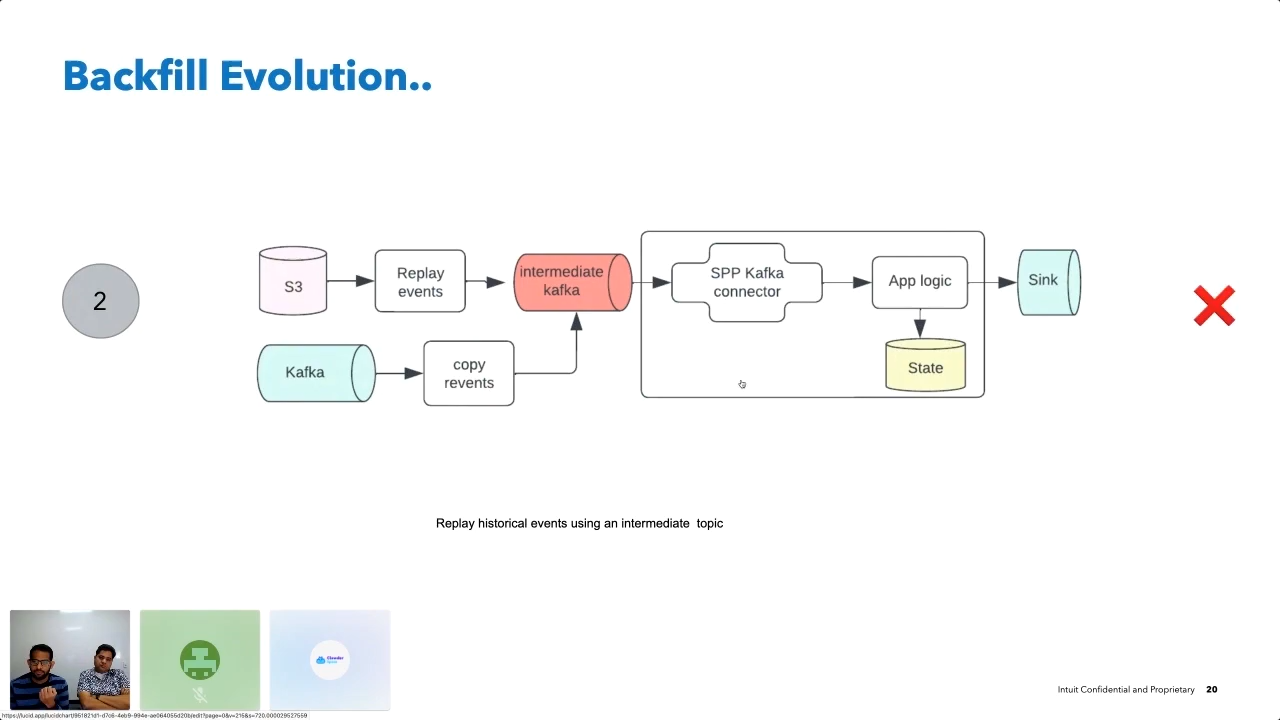 Backfill Evolution..
2
S3
Replay
events
intermediate
kafka
SPP Kafka
connector
App logic
Sink
Kafka
copy
revents
State
Replay historical events using an intermediate  topic
Intuit Confidential and Proprietary 20